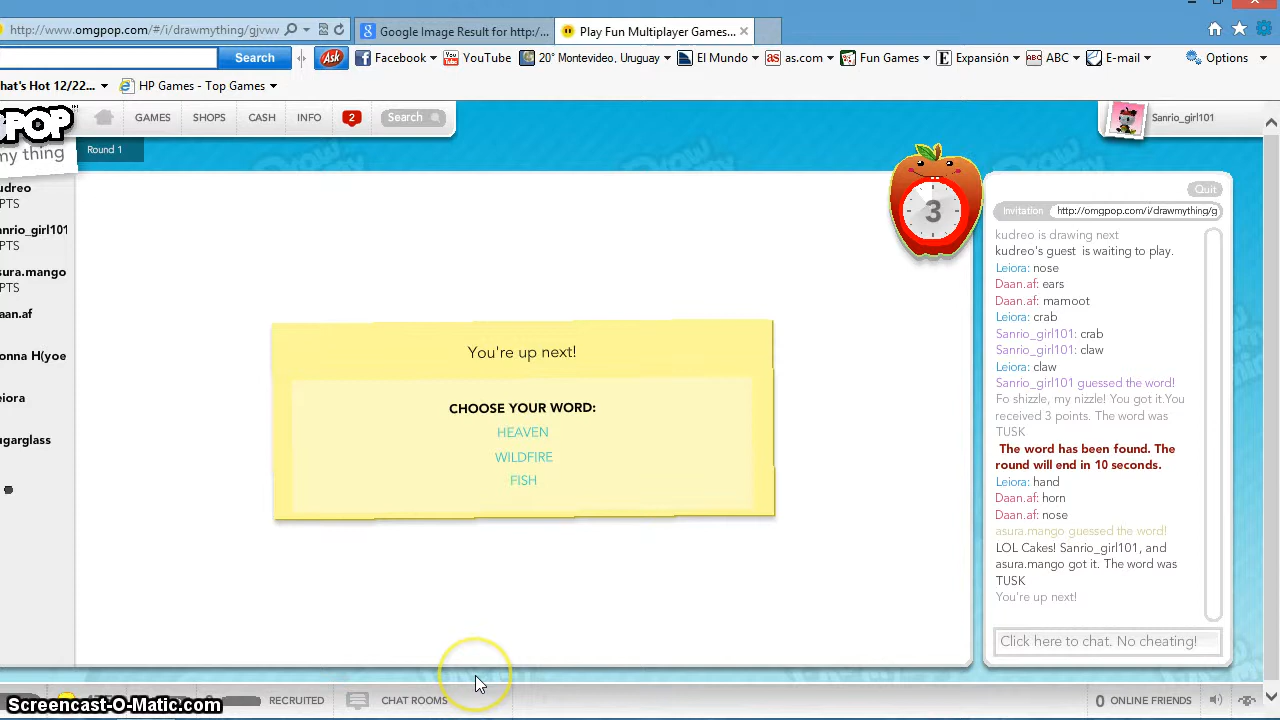 http://www.omgpop.com/#/i/drawmything/gjvwv
Google Image Result for http:/...
Play Fun Multiplayer Games...
Search
Ask
Facebook
YouTube
20° Montevideo, Uruguay
El Mundo
as.com
Fun Games
Expansión
ABC
E-mail
Options
hat's Hot 12/22...
HP Games - Top Games
POP
GAMES
SHOPS
CASH
INFO
2
Search
Sanrio_girl101
my thing
Round 1
udreo
PTS
anrio_girl101
PTS
sura.mango
PTS
aan.af
onna H(yoe
eiora
ugarglass
3
You're up next!
CHOOSE YOUR WORD:
HEAVEN
WILDFIRE
FISH
Quit
Invitation http://omgpop.com/i/drawmything/g
kudreo is drawing next
kudreo's guest is waiting to play.
Leiora: nose
Daan.af: ears
Daan.af: mamoot
Leiora: crab
Sanrio_girl101: crab
Sanrio_girl101: claw
Leiora: claw
Sanrio_girl101 guessed the word!
Fo shizzle, my nizzle! You got it.You
received 3 points. The word was
TUSK
The word has been found. The
round will end in 10 seconds.
Leiora: hand
Daan.af: horn
Daan.af: nose
asura.mango guessed the word!
LOL Cakes! Sanrio_girl101, and
asura.mango got it. The word was
TUSK
You're up next!
Click here to chat. No cheating!
RECRUITED
CHAT ROOMS
0 ONLINE FRIENDS
Screencast-O-Matic.com